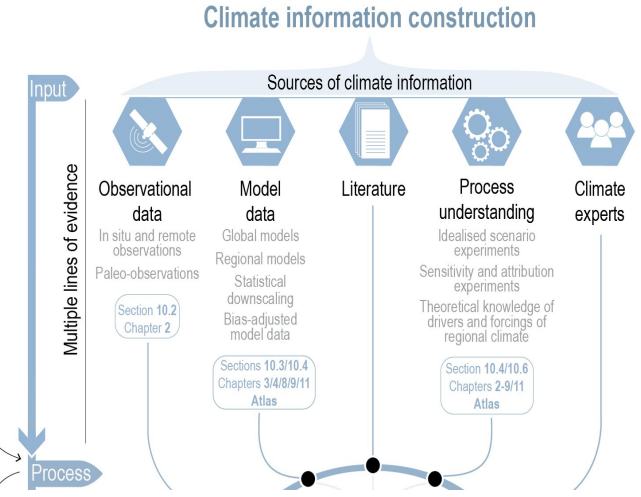 Climate information construction
Input
Sources of climate information
Multiple lines of evidence
Observational
data
In situ and remote
observations
Paleo-observations
Section 10.2
Chapter 2
Model
data
Global models
Regional models
Statistical
downscaling
Bias-adjusted
model data
Sections 10.3/10.4
Chapters 3/4/8/9/11
Atlas
Literature
Process
understanding
Idealised scenario
experiments
Sensitivity and attribution
experiments
Theoretical knowledge of
drivers and forcings of
regional climate
Section 10.4/10.6
Chapters 2-9/11
Atlas
Climate
experts
Process